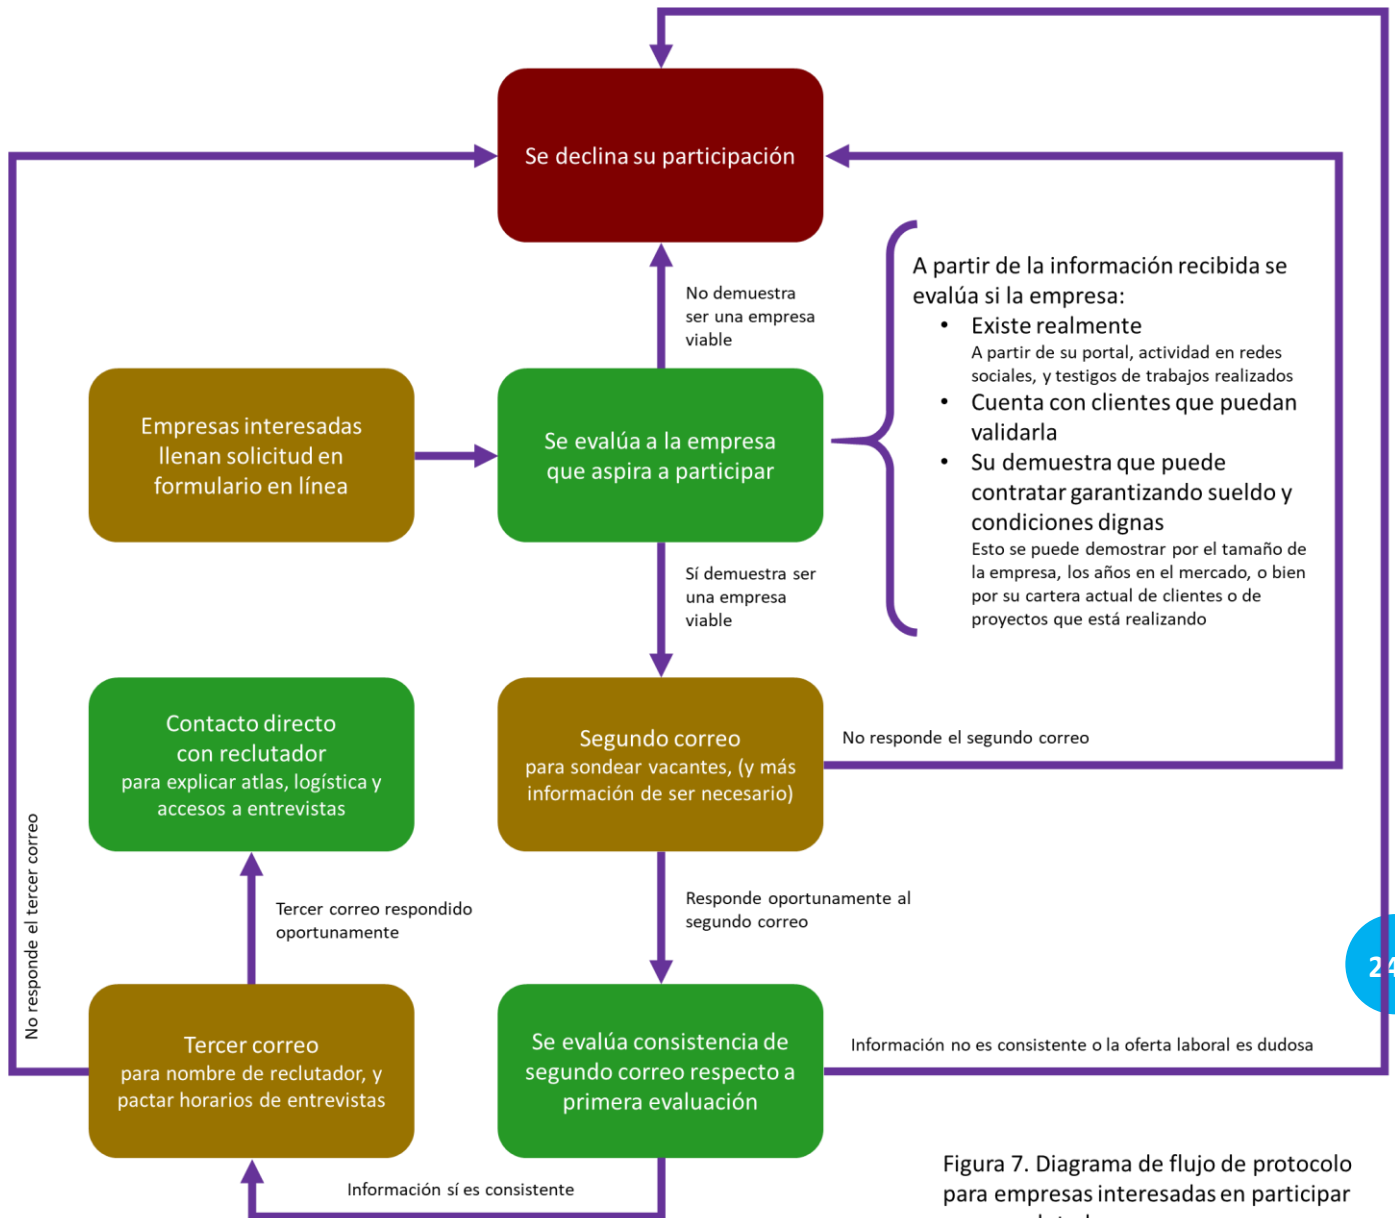 Se declina su participación
No demuestra
ser una empresa
viable
A partir de la información recibida se
evalúa si la empresa:
• Existe realmente
A partir de su portal, actividad en redes
sociales, y testigos de trabajos realizados
• Cuenta con clientes que puedan
validarla
• Su demuestra que puede
contratar garantizando sueldo y
condiciones dignas
Esto se puede demostrar por el tamaño de
la empresa, los años en el mercado, o bien
por su cartera actual de clientes o de
proyectos que está realizando
Empresas interesadas
llenan solicitud en
formulario en línea
Se evalúa a la empresa
que aspira a participar
Sí demuestra ser
una empresa
viable
Contacto directo
con reclutador
para explicar atlas, logística y
accesos a entrevistas
Segundo correo
para sondear vacantes, (y más
información de ser necesario)
No responde el segundo correo
No responde el tercer correo
Tercer correo respondido
oportunamente
Responde oportunamente al
segundo correo
24
Tercer correo
para nombre de reclutador, y
pactar horarios de entrevistas
Se evalúa consistencia de
segundo correo respecto a
primera evaluación
Información no es consistente o la oferta laboral es dudosa
Información sí es consistente
Figura 7. Diagrama de flujo de protocolo
para empresas interesadas en participar